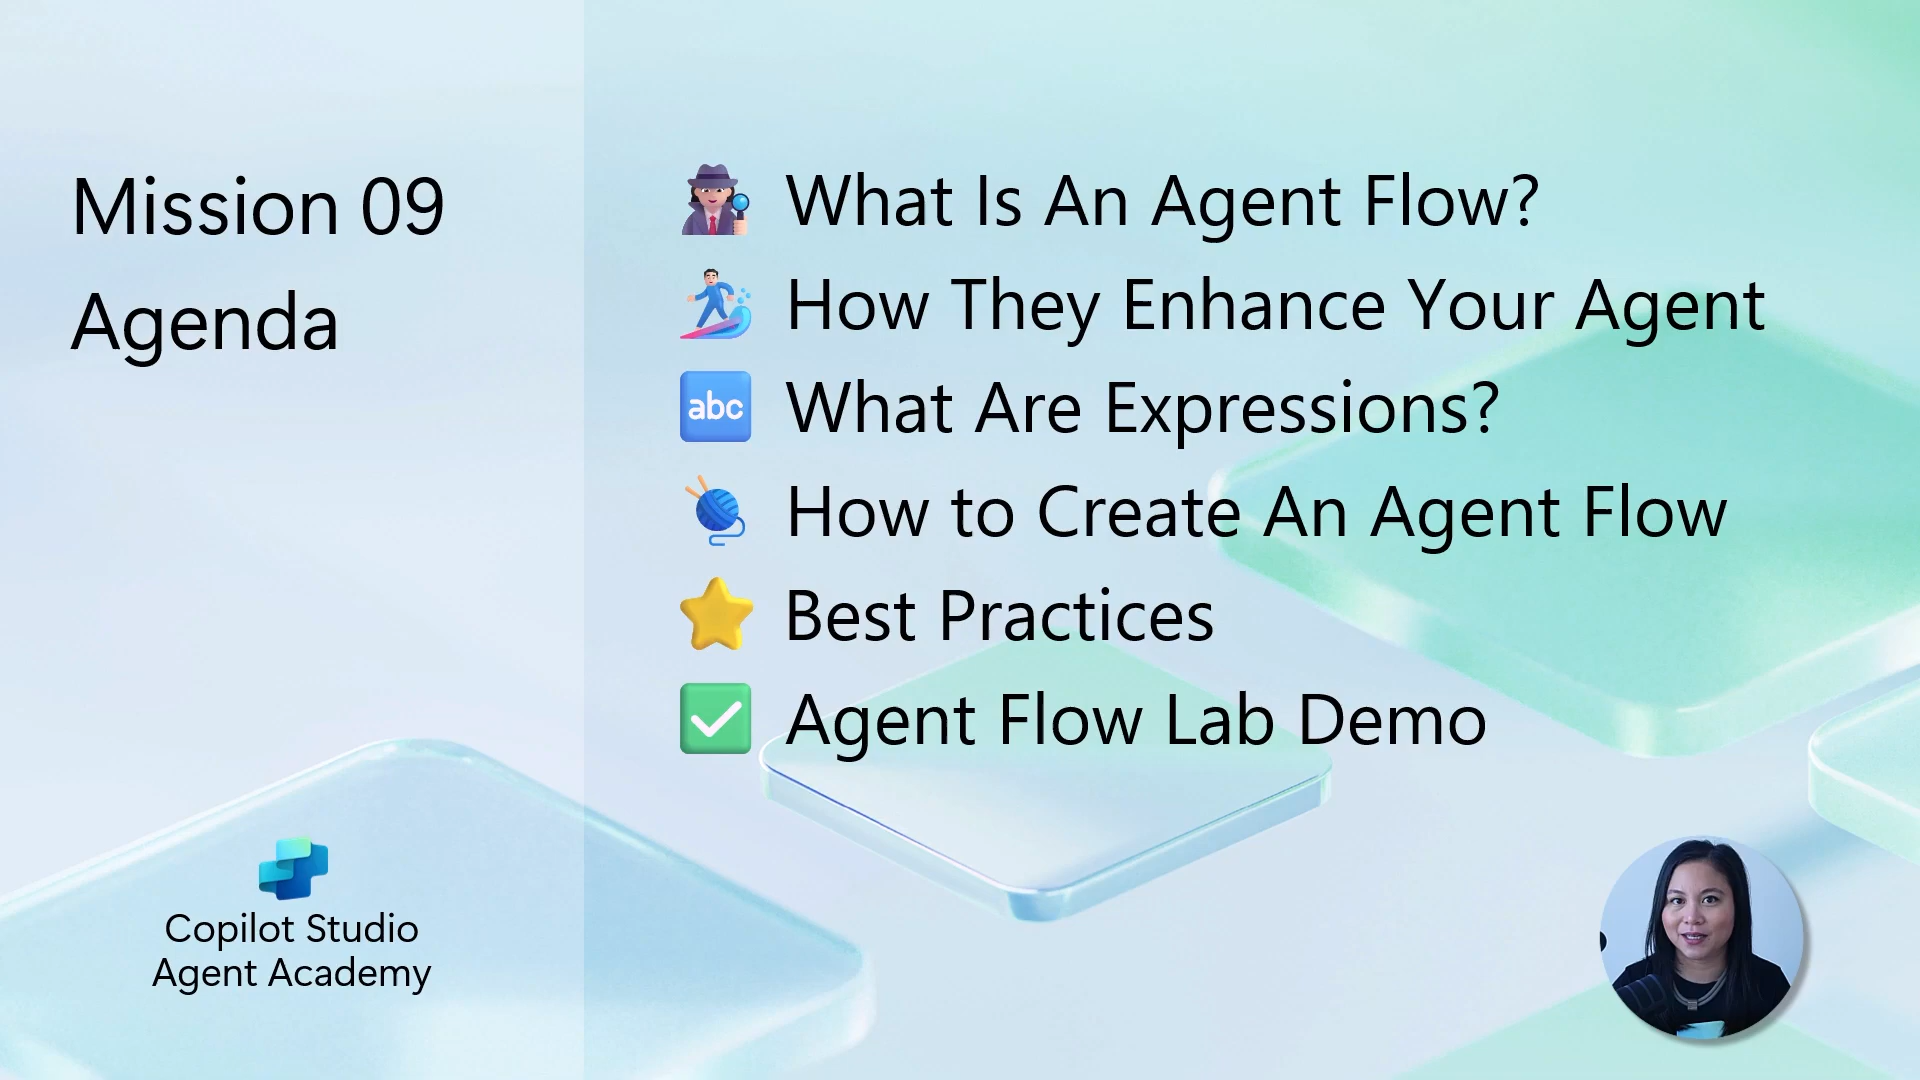 Mission 09
Agenda
What Is An Agent Flow?
How They Enhance Your Agent
abc
What Are Expressions?
How to Create An Agent Flow
Best Practices
Agent Flow Lab Demo
Copilot Studio
Agent Academy